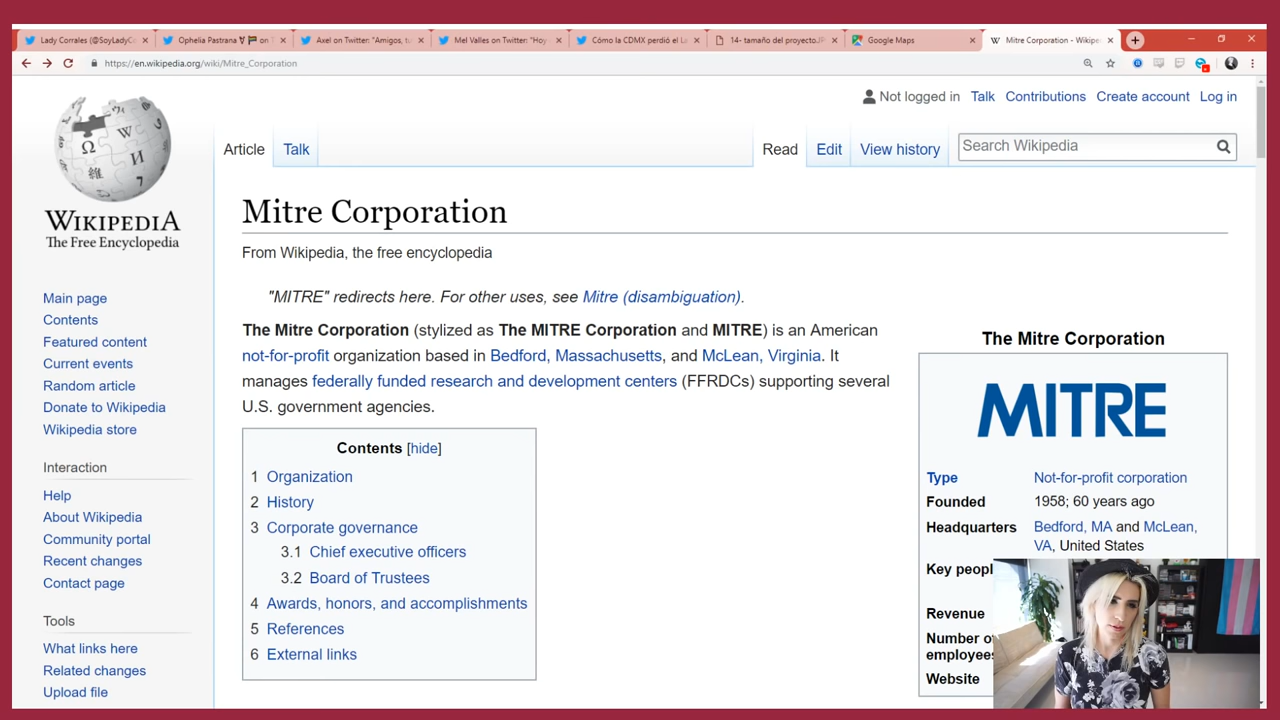 Lady Corrales (@SoyLadyC
Ophelia Pastrana
on T
Axel on Twitter: "Amigos, t
Mel Valles on Twitter: "Hoy
Cómo la CDMX perdió el L
14- tamaño del proyecto.
Google Maps
Mitre Corporation - Wikipe
https://en.wikipedia.org/wiki/Mitre_Corporation
Not logged in Talk Contributions Create account Log in
Article Talk Read Edit View history Search Wikipedia
WIKIPEDIA
The Free Encyclopedia
Mitre Corporation
From Wikipedia, the free encyclopedia
"MITRE" redirects here. For other uses, see Mitre (disambiguation).
The Mitre Corporation (stylized as The MITRE Corporation and MITRE) is an American
not-for-profit organization based in Bedford, Massachusetts, and McLean, Virginia. It
manages federally funded research and development centers (FFRDCs) supporting several
U.S. government agencies.
Contents [hide]
1 Organization
2 History
3 Corporate governance
3.1 Chief executive officers
3.2 Board of Trustees
4 Awards, honors, and accomplishments
5 References
6 External links
The Mitre Corporation
MITRE
Type Not-for-profit corporation
Founded 1958; 60 years ago
Headquarters Bedford, MA and McLean,
VA, United States
Key peopl
Revenue
Number o
employees
Website
Main page
Contents
Featured content
Current events
Random article
Donate to Wikipedia
Wikipedia store
Interaction
Help
About Wikipedia
Community portal
Recent changes
Contact page
Tools
What links here
Related changes
Upload file